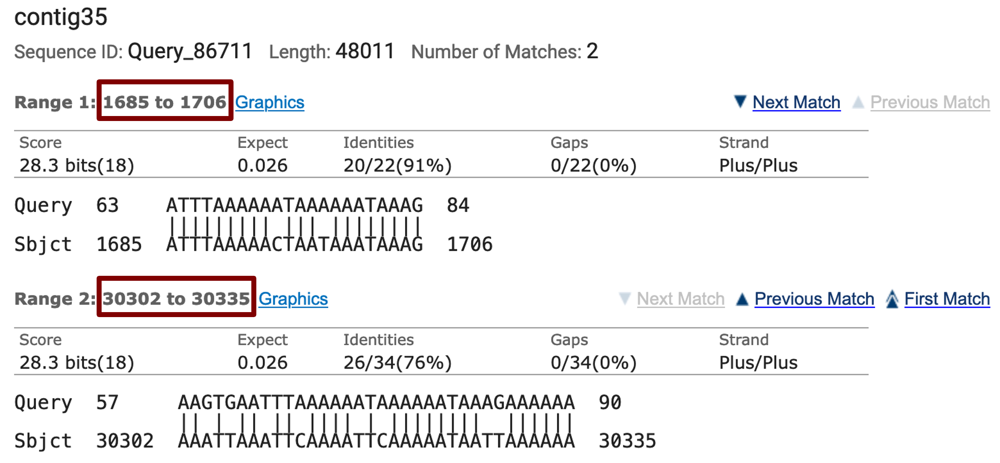 contig35
Sequence ID: Query_86711 Length: 48011 Number of Matches: 2
Range 1: 1685 to 1706 Graphics Next Match Previous Match
Score Expect Identities Gaps Strand
28.3 bits(18) 0.026 20/22(91%) 0/22(0%) Plus/Plus
Query 63 ATTTAAAAAATAAAAAATAAAG 84
|||||||||  |||  ||||||||
Sbjct 1685 ATTTAAAAACTAATAAATAAAG 1706
Range 2: 30302 to 30335 Graphics Next Match Previous Match First Match
Score Expect Identities Gaps Strand
28.3 bits(18) 0.026 26/34(76%) 0/34(0%) Plus/Plus
Query 57 AAGTGAATTTAAAAAATAAAAAATAAAGAAAAAA 90
|| | || || |||| | ||||||||  ||||||
Sbjct 30302 AAATTAAATTCAAAATTCAAAAATAATTAAAAAA 30335